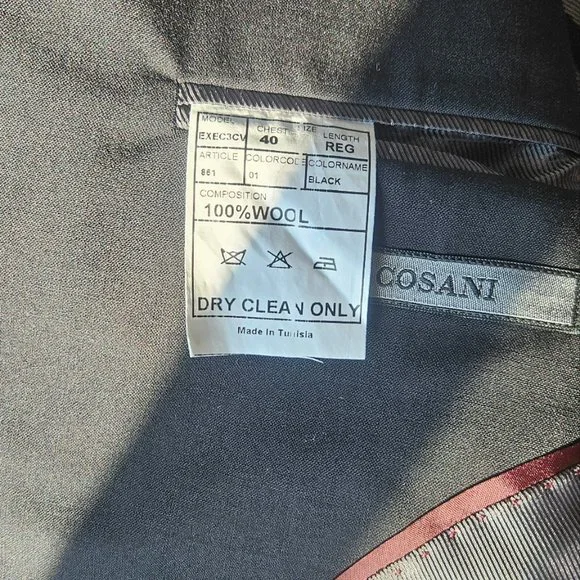 MODEL CHEST SIZE LENGTH
EXEC3CV 40 REG
ARTICLE COLORCODE COLORNAME
861 01 BLACK
COMPOSITION
100%WOOL
DRY CLEAN ONLY
Made In Tunisia
COSANI